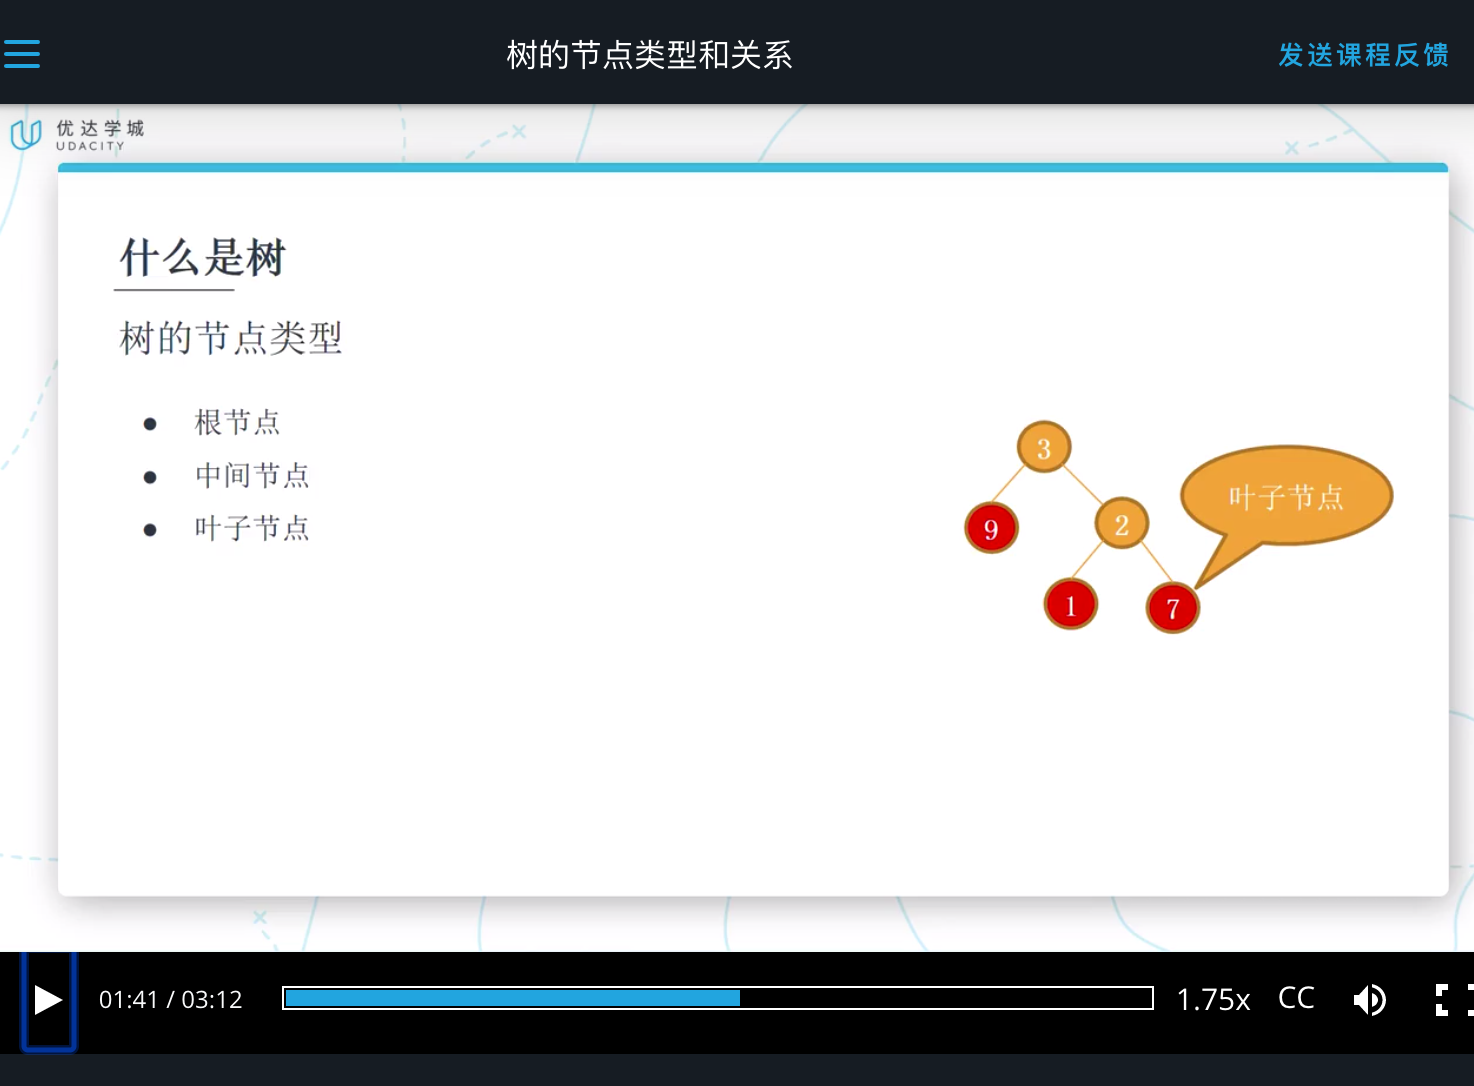 树的节点类型和关系
发送课程反馈
优达学城
UDACITY
什么是树
树的节点类型
根节点
中间节点
叶子节点
3
叶子节点
9
2
1
7
01:41 / 03:12
1.75x
CC